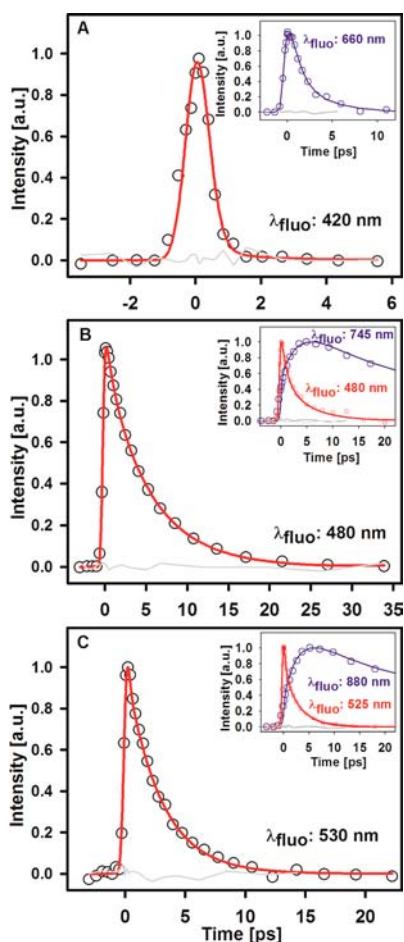 A
Intensity [a.u.]
1.0
0.8
0.6
0.4
0.2
0.0
-2 0 2 4 6
λfluo: 420 nm
λfluo: 660 nm
1.0
0.8
0.6
0.4
0.2
0.0
Intensity [a.u.]
0 5 10
Time [ps]
B
Intensity [a.u.]
1.0
0.8
0.6
0.4
0.2
0.0
0 5 10 15 20 25 30 35
λfluo: 480 nm
λfluo: 745 nm
λfluo: 480 nm
1.0
0.8
0.6
0.4
0.2
0.0
Intensity [a.u.]
0 5 10 15 20
Time [ps]
C
Intensity [a.u.]
1.0
0.8
0.6
0.4
0.2
0.0
0 5 10 15 20
Time [ps]
λfluo: 530 nm
λfluo: 880 nm
λfluo: 525 nm
1.0
0.8
0.6
0.4
0.2
0.0
Intensity [a.u.]
0 5 10 15 20
Time [ps]